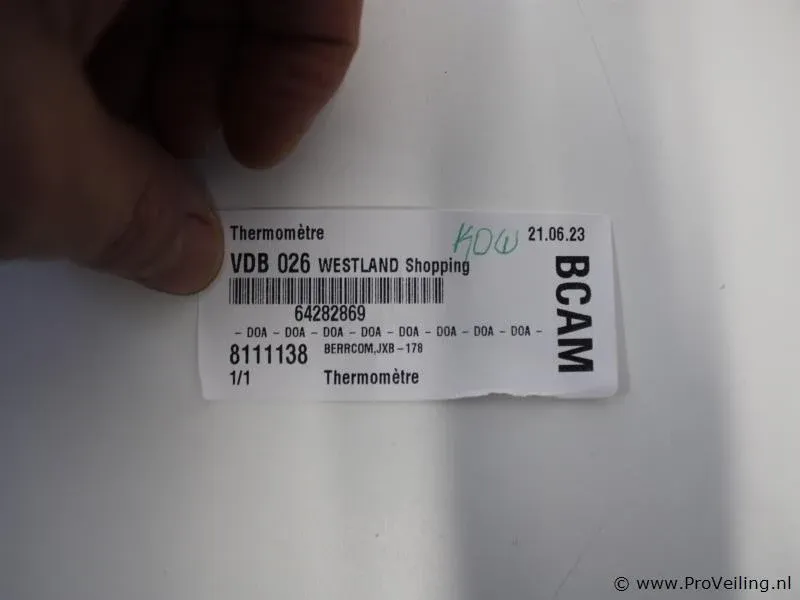 Thermomètre
21.06.23
VDB 026 WESTLAND Shopping
64282869
- DOA - DOA - DOA - DOA - DOA - DOA - DOA - DOA -
8111138 BERRCOM,JXB-178
1/1 Thermomètre
BCAM
© www.ProVeiling.nl